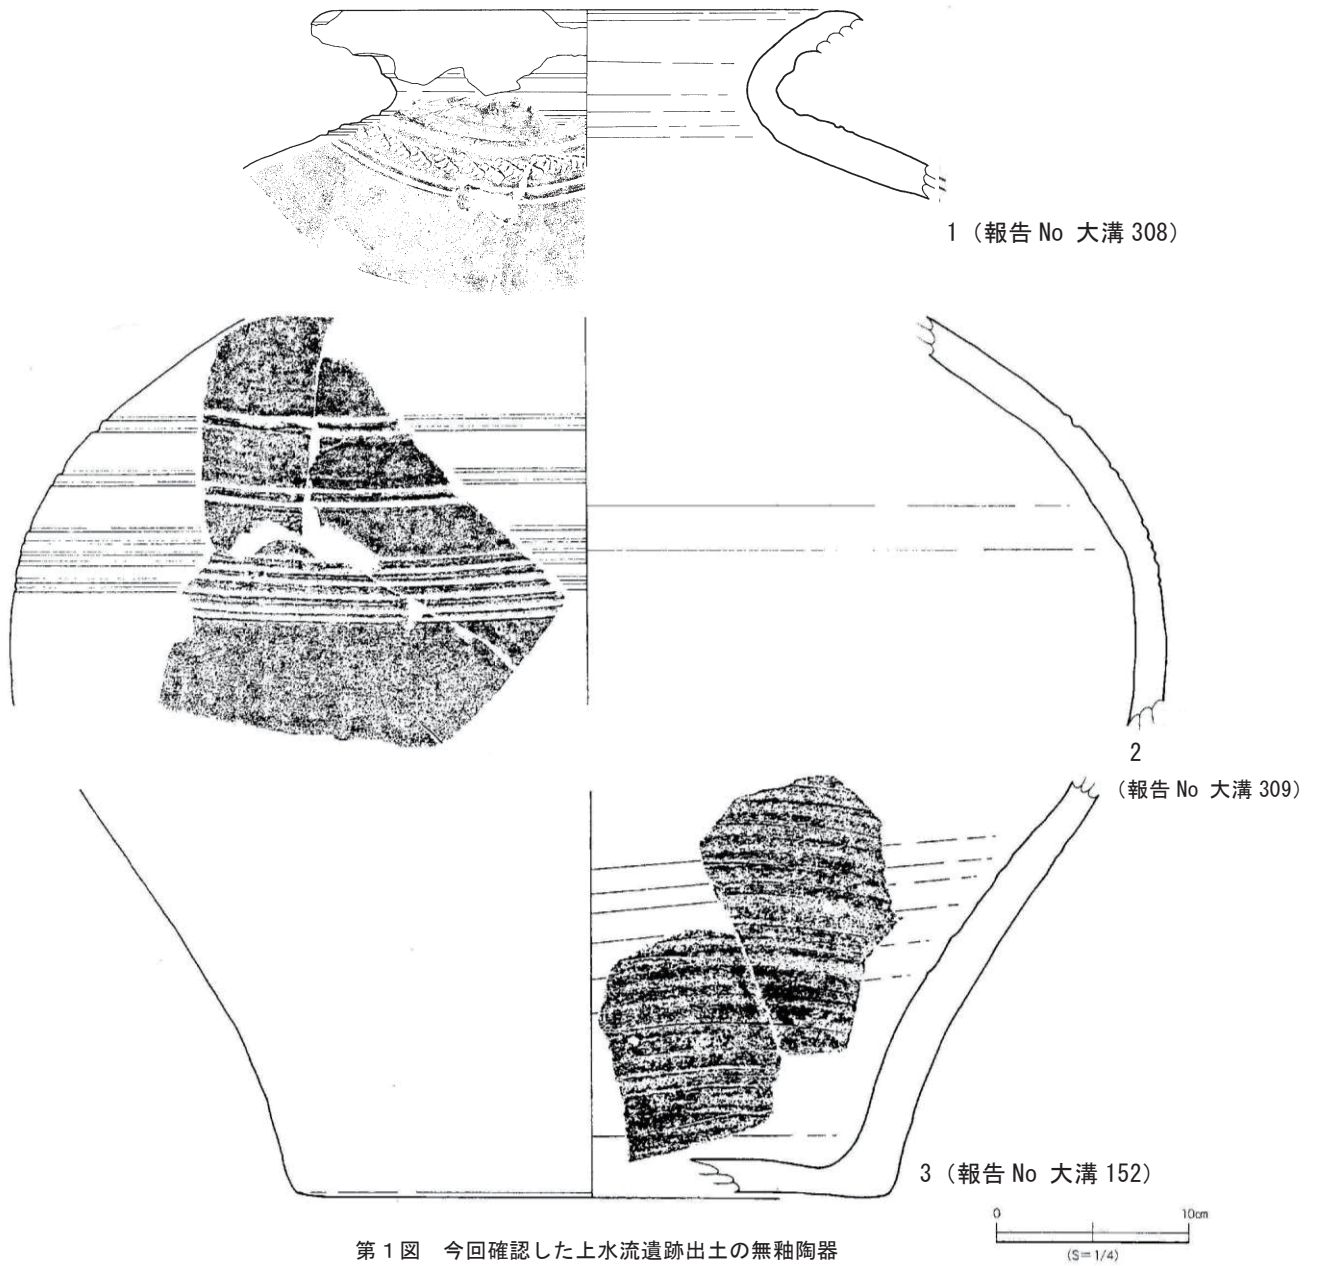 1（報告 No 大溝 308）
2
（報告 No 大溝 309）
3（報告 No 大溝 152）
0 10cm
(S=1/4)
第１図　今回確認した上水流遺跡出土の無釉陶器